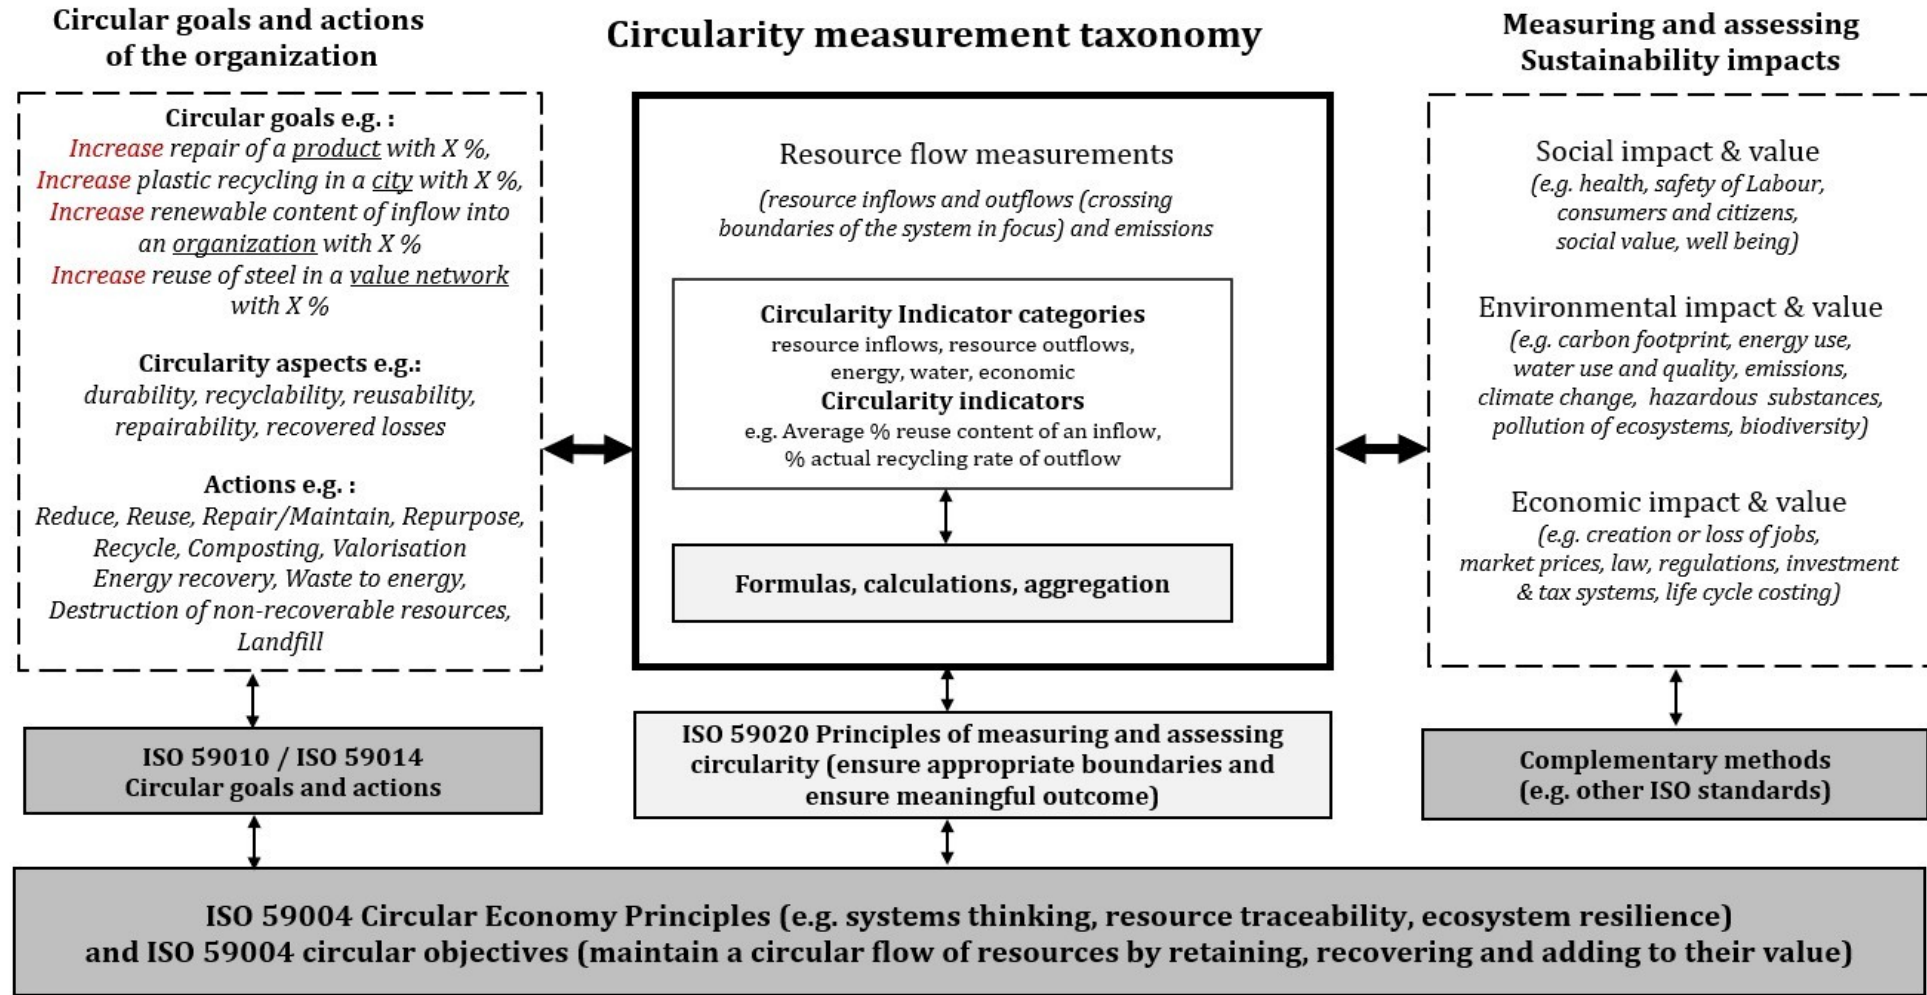 Circular goals and actions
of the organization
Circular goals e.g. :
Increase repair of a product with X %,
Increase plastic recycling in a city with X %,
Increase renewable content of inflow into
an organization with X %
Increase reuse of steel in a value network
with X %
Circularity aspects e.g.:
durability, recyclability, reusability,
repairability, recovered losses
Actions e.g. :
Reduce, Reuse, Repair/Maintain, Repurpose,
Recycle, Composting, Valorisation
Energy recovery, Waste to energy,
Destruction of non-recoverable resources,
Landfill
ISO 59010 / ISO 59014
Circular goals and actions
Circularity measurement taxonomy
Resource flow measurements
(resource inflows and outflows (crossing
boundaries of the system in focus) and emissions
Circularity Indicator categories
resource inflows, resource outflows,
energy, water, economic
Circularity indicators
e.g. Average % reuse content of an inflow,
% actual recycling rate of outflow
Formulas, calculations, aggregation
ISO 59020 Principles of measuring and assessing
circularity (ensure appropriate boundaries and
ensure meaningful outcome)
Measuring and assessing
Sustainability impacts
Social impact & value
(e.g. health, safety of Labour,
consumers and citizens,
social value, well being)
Environmental impact & value
(e.g. carbon footprint, energy use,
water use and quality, emissions,
climate change, hazardous substances,
pollution of ecosystems, biodiversity)
Economic impact & value
(e.g. creation or loss of jobs,
market prices, law, regulations, investment
& tax systems, life cycle costing)
Complementary methods
(e.g. other ISO standards)
ISO 59004 Circular Economy Principles (e.g. systems thinking, resource traceability, ecosystem resilience)
and ISO 59004 circular objectives (maintain a circular flow of resources by retaining, recovering and adding to their value)